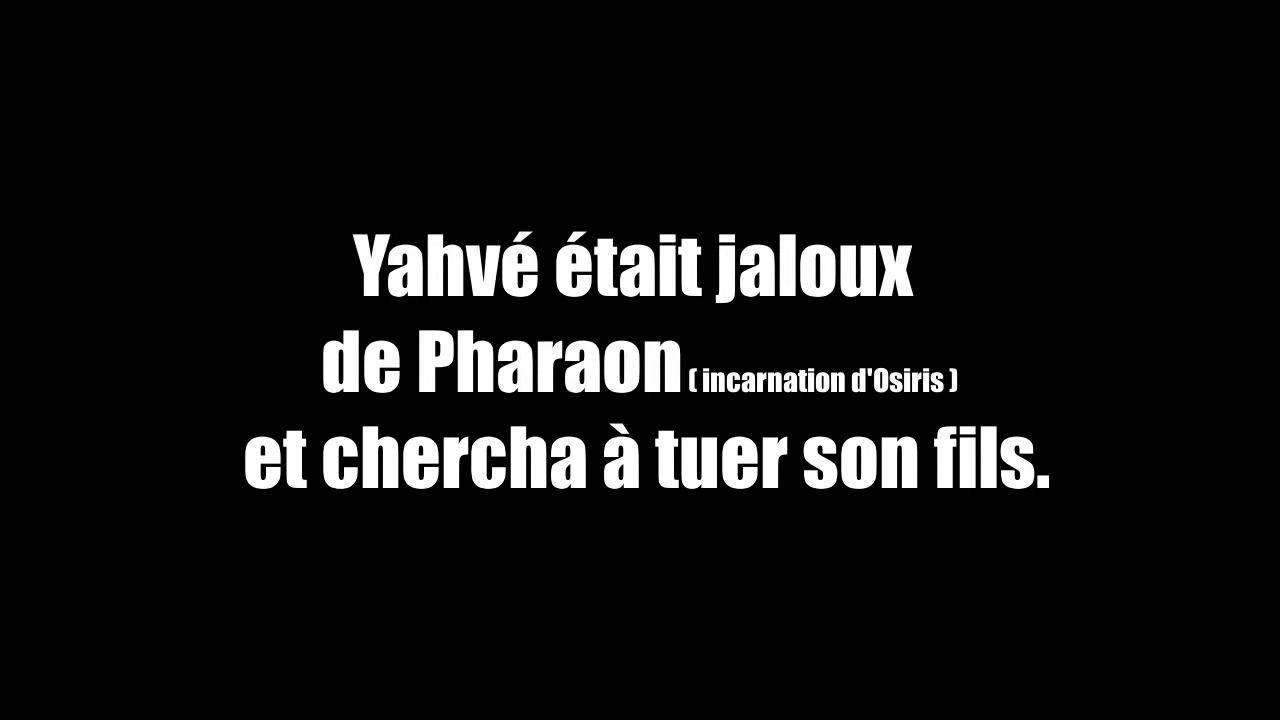 Yahvé était jaloux
de Pharaon ( incarnation d'Osiris )
et chercha à tuer son fils.